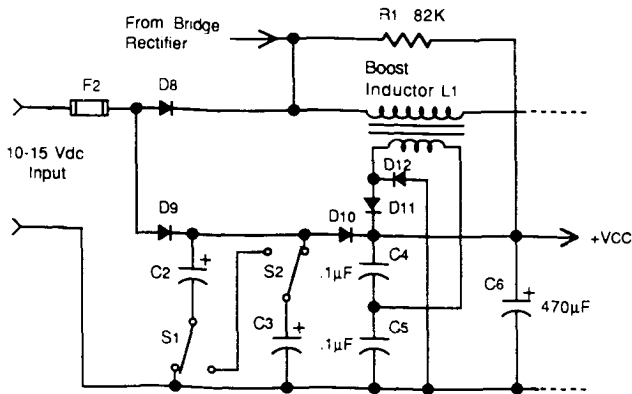 R1 82K
From Bridge
Rectifier
Boost
Inductor L1
F2
D8
10-15 Vdc
Input
D12
D9
D10
D11
+VCC
C2
+
S2
C4
.1µF
C6
+
470µF
S1
C3
+
C5
.1µF